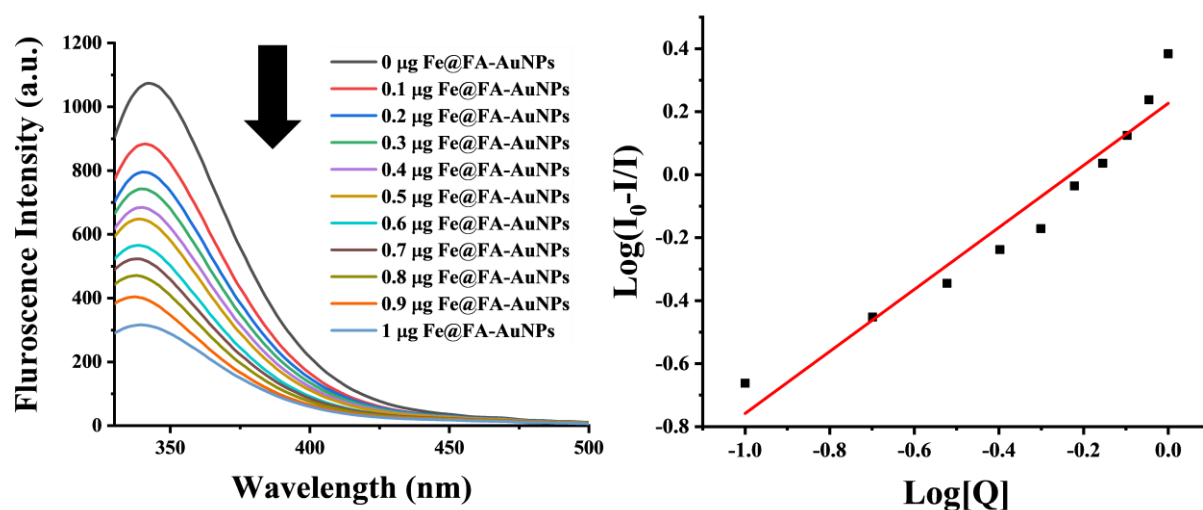 Fluroscence Intensity (a.u.)
1200
1000
800
600
400
200
0
350
400
450
500
Wavelength (nm)
0 μg Fe@FA-AuNPs
0.1 μg Fe@FA-AuNPs
0.2 μg Fe@FA-AuNPs
0.3 μg Fe@FA-AuNPs
0.4 μg Fe@FA-AuNPs
0.5 μg Fe@FA-AuNPs
0.6 μg Fe@FA-AuNPs
0.7 μg Fe@FA-AuNPs
0.8 μg Fe@FA-AuNPs
0.9 μg Fe@FA-AuNPs
1 μg Fe@FA-AuNPs
Log(I₀-I/I)
0.4
0.2
0.0
-0.2
-0.4
-0.6
-0.8
-1.0
-0.8
-0.6
-0.4
-0.2
0.0
Log[Q]